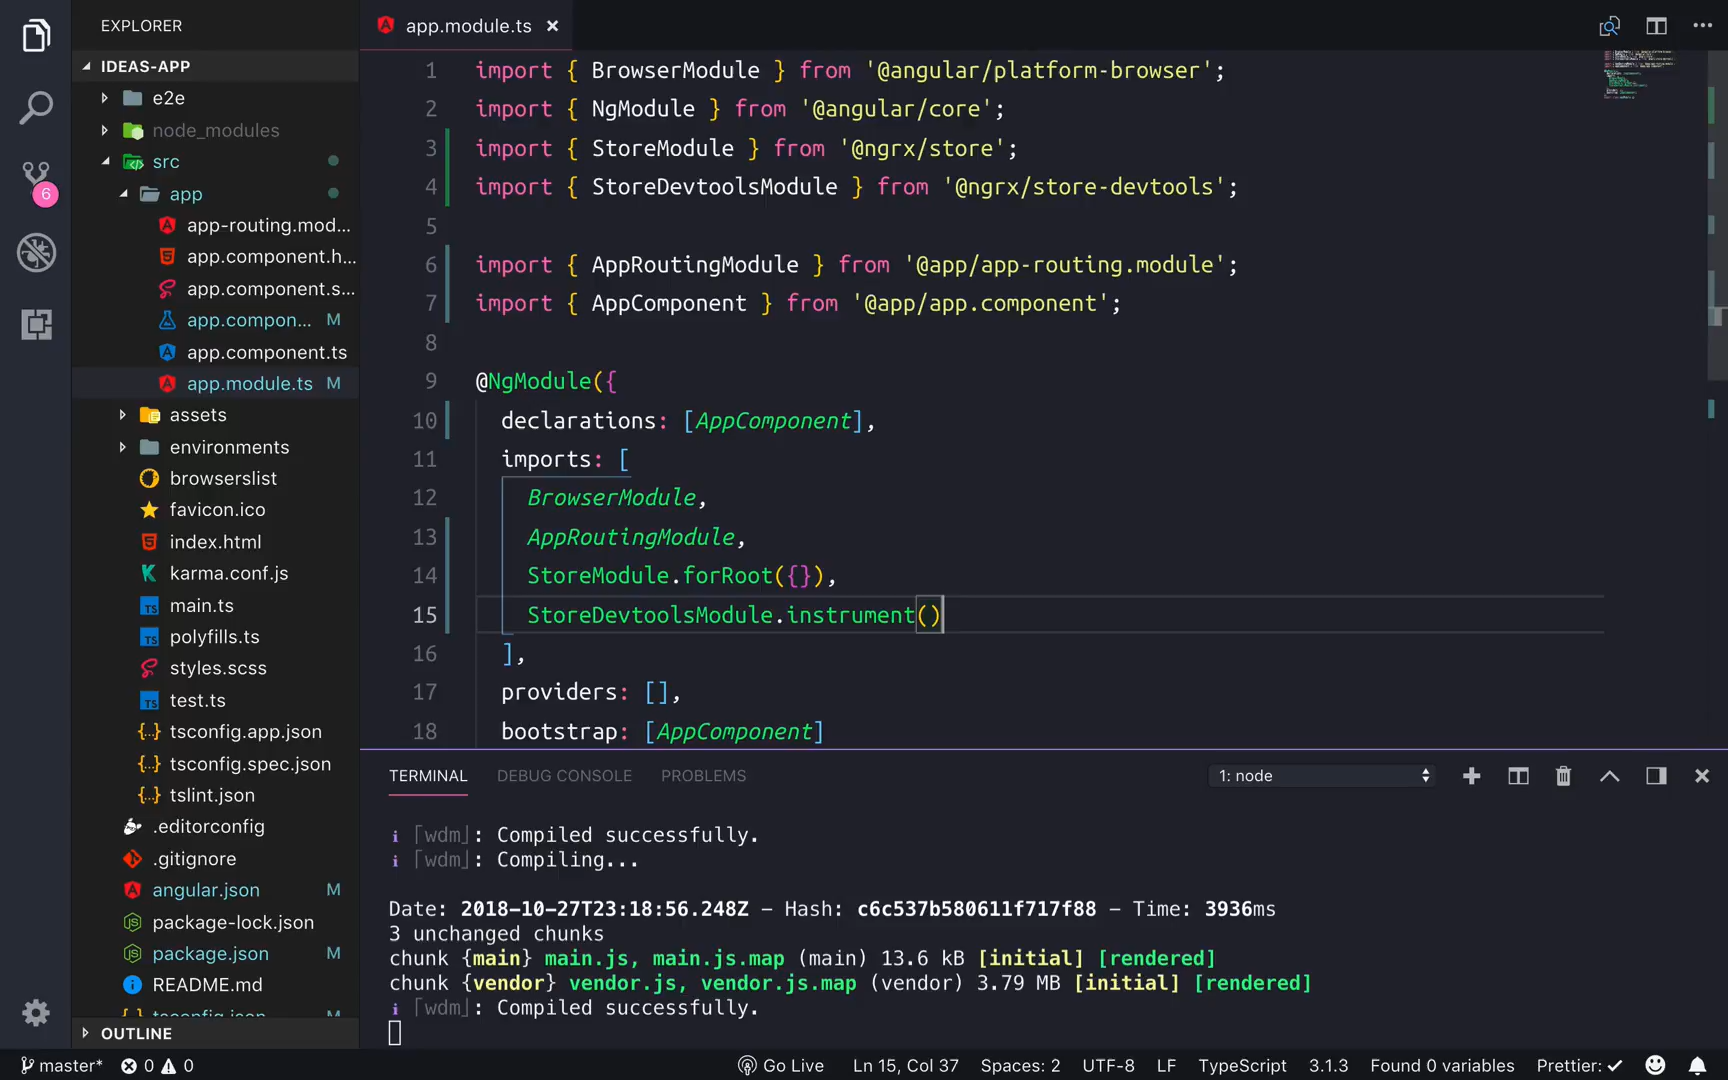 EXPLORER
IDEAS-APP
e2e
node_modules
src
app
app-routing.mod...
app.component.h...
app.component.s...
app.compon... M
app.component.ts
app.module.ts M
assets
environments
browserslist
favicon.ico
index.html
karma.conf.js
main.ts
polyfills.ts
styles.scss
test.ts
tsconfig.app.json
tsconfig.spec.json
tslint.json
.editorconfig
.gitignore
angular.json M
package-lock.json
package.json M
README.md
tsconfig.json M
OUTLINE
6
app.module.ts
1 import { BrowserModule } from '@angular/platform-browser';
2 import { NgModule } from '@angular/core';
3 import { StoreModule } from '@ngrx/store';
4 import { StoreDevtoolsModule } from '@ngrx/store-devtools';
5
6 import { AppRoutingModule } from '@app/app-routing.module';
7 import { AppComponent } from '@app/app.component';
8
9 @NgModule({
10 declarations: [AppComponent],
11 imports: [
12 BrowserModule,
13 AppRoutingModule,
14 StoreModule.forRoot({}),
15 StoreDevtoolsModule.instrument()
16 ],
17 providers: [],
18 bootstrap: [AppComponent]
TERMINAL DEBUG CONSOLE PROBLEMS 1: node
i ｢wdm｣: Compiled successfully.
i ｢wdm｣: Compiling...
Date: 2018-10-27T23:18:56.248Z - Hash: c6c537b580611f717f88 - Time: 3936ms
3 unchanged chunks
chunk {main} main.js, main.js.map (main) 13.6 kB [initial] [rendered]
chunk {vendor} vendor.js, vendor.js.map (vendor) 3.79 MB [initial] [rendered]
i ｢wdm｣: Compiled successfully.
master* 0 0 Go Live Ln 15, Col 37 Spaces: 2 UTF-8 LF TypeScript 3.1.3 Found 0 variables Prettier: ✓